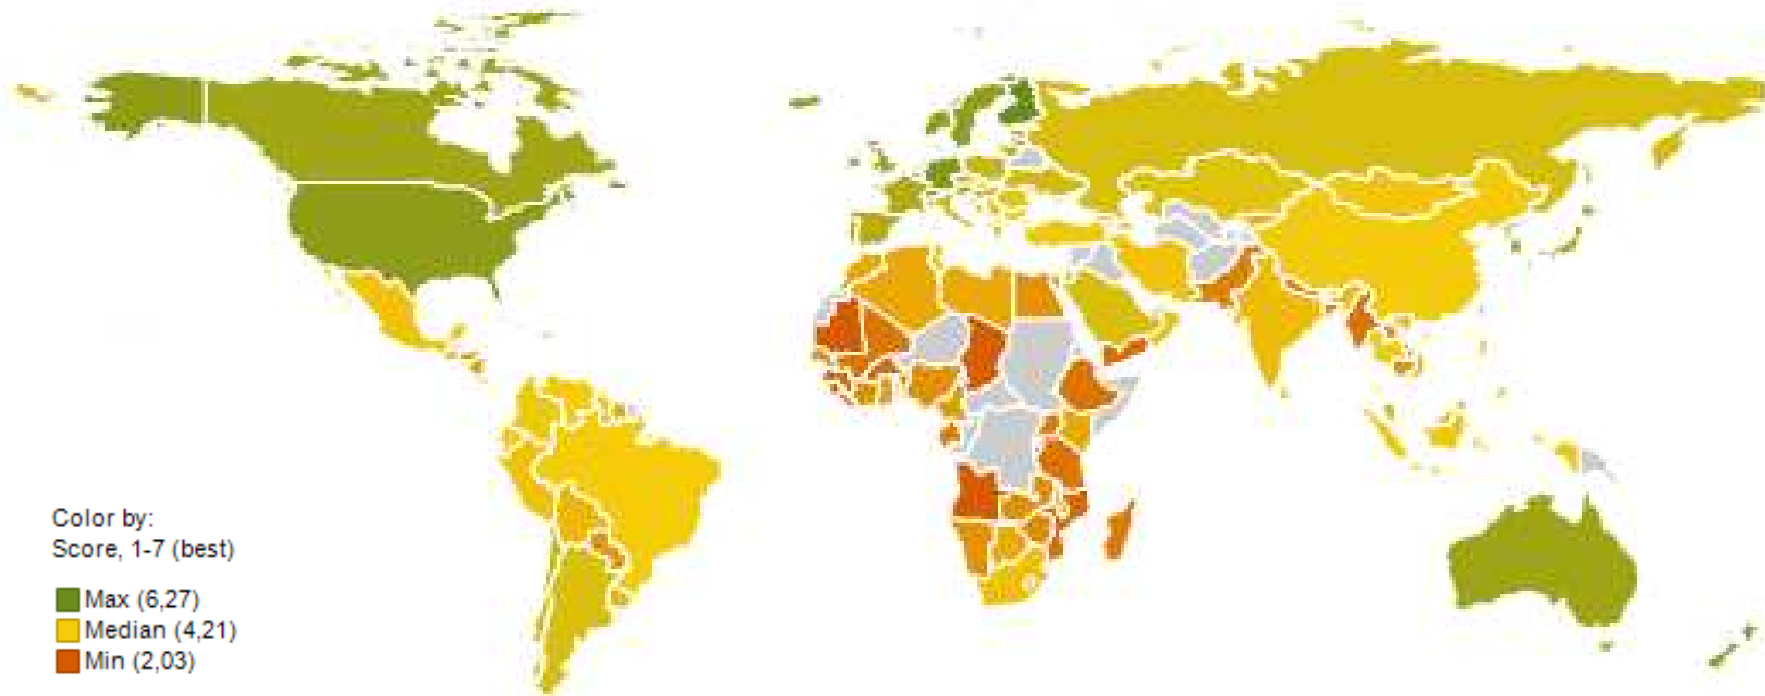 Color by:
Score, 1-7 (best)
Max (6,27)
Median (4,21)
Min (2,03)